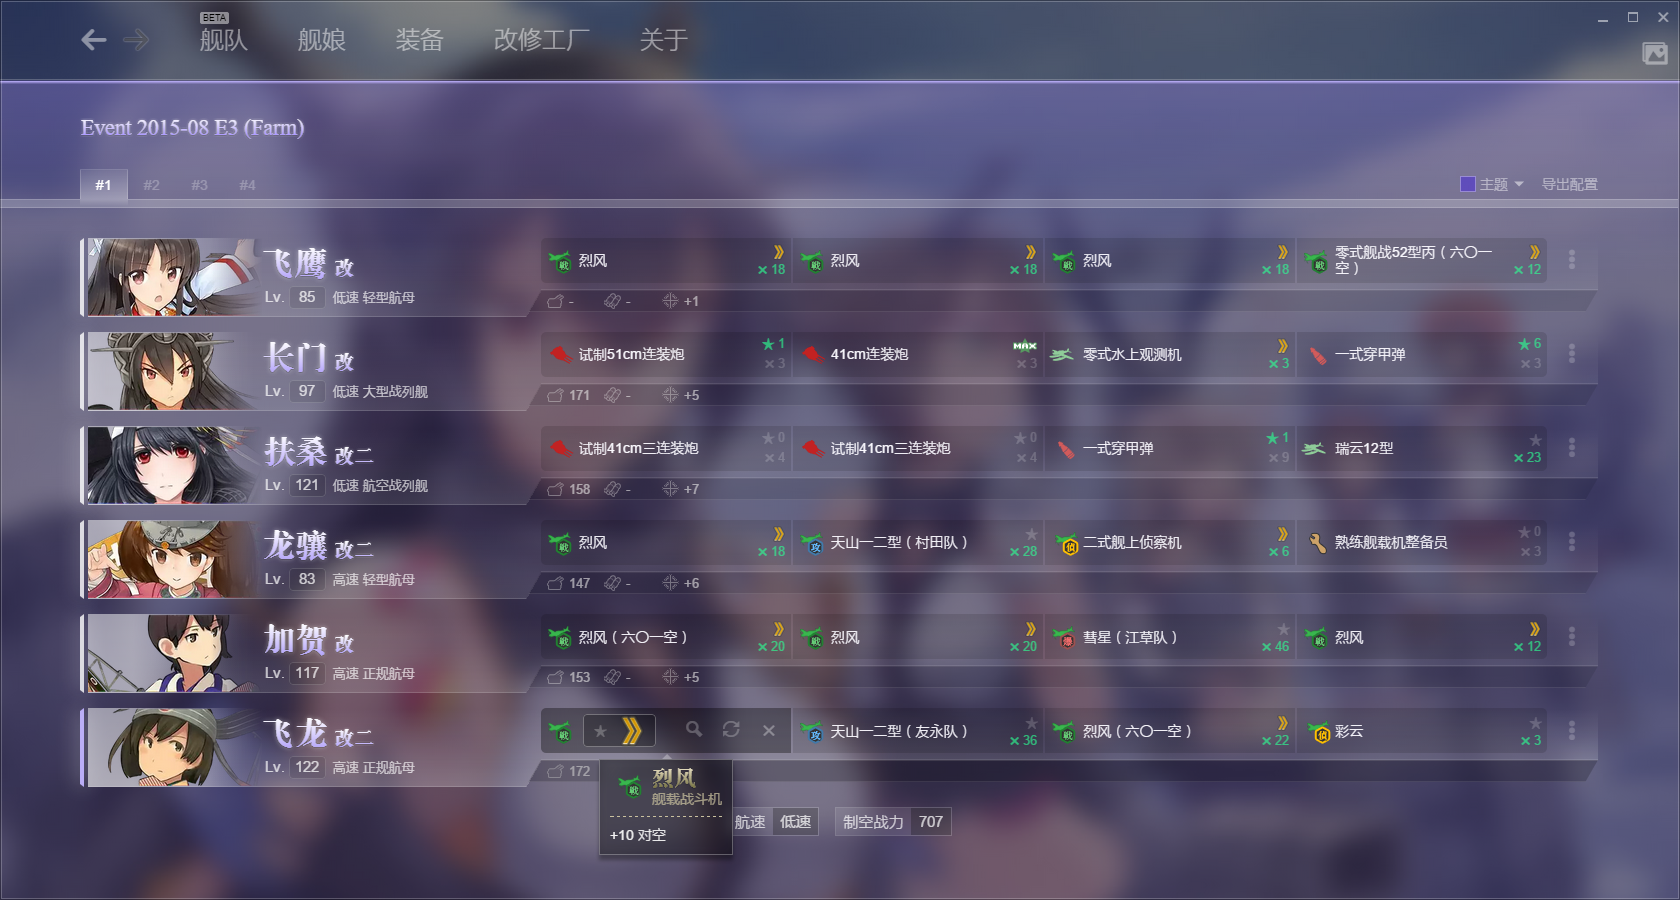 BETA
舰队 舰娘 装备 改修工厂 关于
Event 2015-08 E3 (Farm)
#1 #2 #3 #4 主题 导出配置
飞鹰 改
Lv. 85 低速 轻型航母
烈风 × 18
烈风 × 18
烈风 × 18
零式舰战52型丙（六〇一空） × 12
- - +1
长门 改
Lv. 97 低速 大型战列舰
试制51cm连装炮 ★ 1 × 3
41cm连装炮 MAX × 3
零式水上观测机 × 3
一式穿甲弹 ★ 6 × 3
171 - +5
扶桑 改二
Lv. 121 低速 航空战列舰
试制41cm三连装炮 ★ 0 × 4
试制41cm三连装炮 ★ 0 × 4
一式穿甲弹 ★ 1 × 9
瑞云12型 ★ × 23
158 - +7
龙骧 改二
Lv. 83 高速 轻型航母
烈风 × 18
天山一二型（村田队） ★ × 28
二式舰上侦察机 × 6
熟练舰载机整备员 ★ 0 × 3
147 - +6
加贺 改
Lv. 117 高速 正规航母
烈风（六〇一空） × 20
烈风 × 20
彗星（江草队） ★ × 46
烈风 × 12
153 - +5
飞龙 改二
Lv. 122 高速 正规航母
★
天山一二型（友永队） ★ × 36
烈风（六〇一空） × 22
彩云 ★ × 3
172
烈风
舰载战斗机
+10 对空
航速 低速 制空战力 707